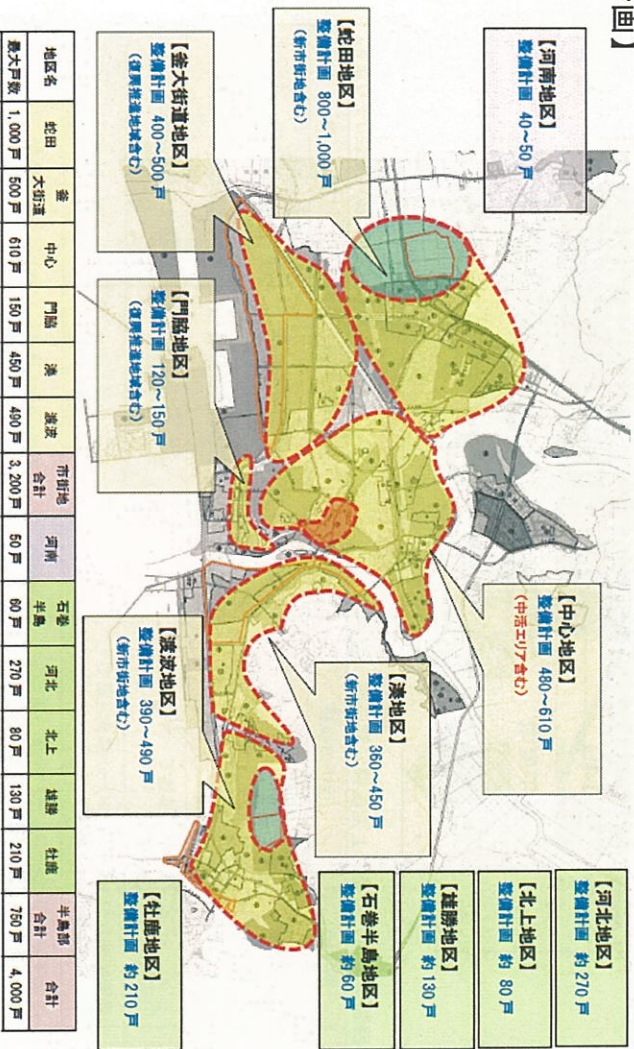 画】
【河南地区】
整備計画 40～50戸
【蛇田地区】
整備計画 800～1,000戸
（新市街地含む）
【釜大街道地区】
整備計画 400～500戸
（復興推進地域含む）
【門脇地区】
整備計画 120～150戸
（復興推進地域含む）
【中心地区】
整備計画 480～610戸
（中活エリア含む）
【湊地区】
整備計画 360～450戸
（新市街地含む）
【渡波地区】
整備計画 390～490戸
（新市街地含む）
【河北地区】
整備計画 約270戸
【北上地区】
整備計画 約80戸
【雄勝地区】
整備計画 約130戸
【石巻半島地区】
整備計画 約60戸
【牡鹿地区】
整備計画 約210戸
地区名 蛇田 釜大街道 中心 門脇 湊 渡波 市街地合計 河南 石巻半島 河北 北上 雄勝 牡鹿 半島部合計 合計
最大戸数 1,000戸 500戸 610戸 150戸 450戸 490戸 3,200戸 50戸 60戸 270戸 80戸 130戸 210戸 750戸 4,000戸